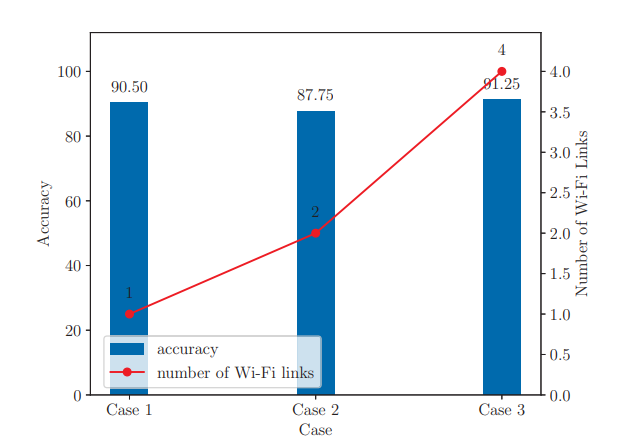 4
100
90.50
87.75
91.25
4.0
80
3.5
3.0
60
2
2.5
2.0
40
1
1.5
1.0
20
accuracy
number of Wi-Fi links
0.5
0
0.0
Case 1
Case 2
Case 3
Case
Accuracy
Number of Wi-Fi Links